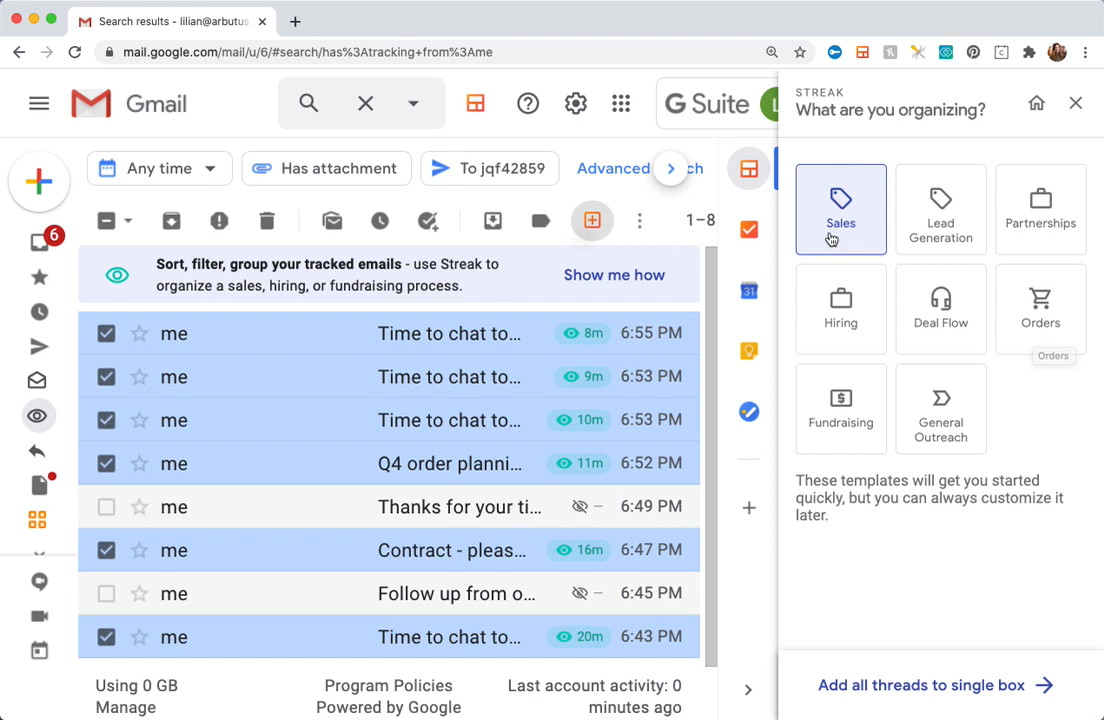 Search results - lilian@arbutus
mail.google.com/mail/u/6/#search/has%3Atracking+from%3Ame
Gmail
G Suite
L
STREAK
What are you organizing?
Any time
Has attachment
To jqf42859
Advanced
ch
1–8
6
Sort, filter, group your tracked emails - use Streak to
organize a sales, hiring, or fundraising process.
Show me how
me Time to chat to... 8m 6:55 PM
me Time to chat to... 9m 6:53 PM
me Time to chat to... 10m 6:53 PM
me Q4 order planni... 11m 6:52 PM
me Thanks for your ti... – 6:49 PM
me Contract - pleas... 16m 6:47 PM
me Follow up from o... – 6:45 PM
me Time to chat to... 20m 6:43 PM
Using 0 GB
Manage
Program Policies
Powered by Google
Last account activity: 0
minutes ago
31
Sales
Lead
Generation
Partnerships
Hiring
Deal Flow
Orders
Orders
Fundraising
General
Outreach
These templates will get you started
quickly, but you can always customize it
later.
Add all threads to single box